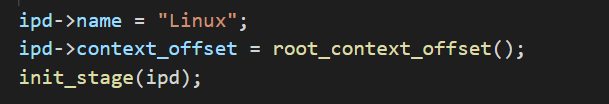 ipd->name = "Linux";
ipd->context_offset = root_context_offset();
init_stage(ipd);